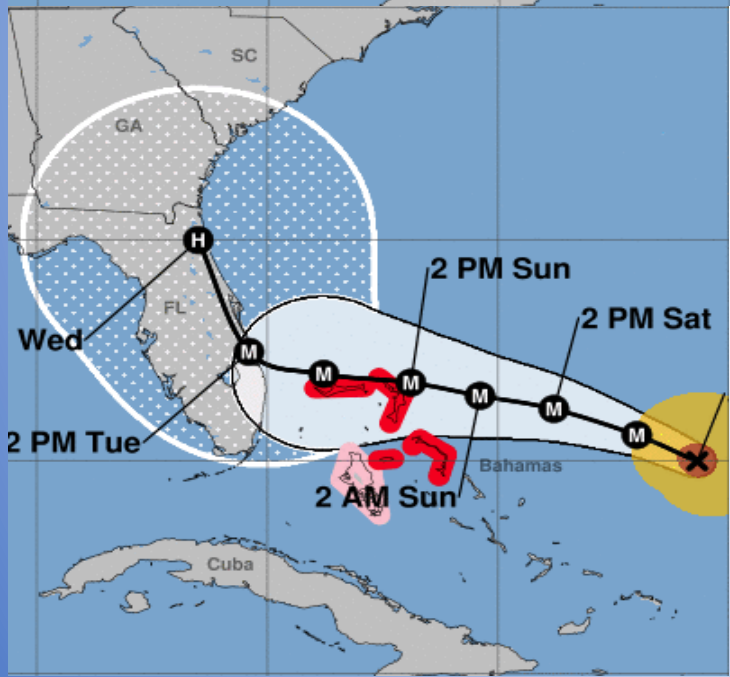 SC
GA
H
2 PM Sun
FL
2 PM Sat
Wed
M
M
M
M
M
M
2 PM Tue
Bahamas
2 AM Sun
Cuba